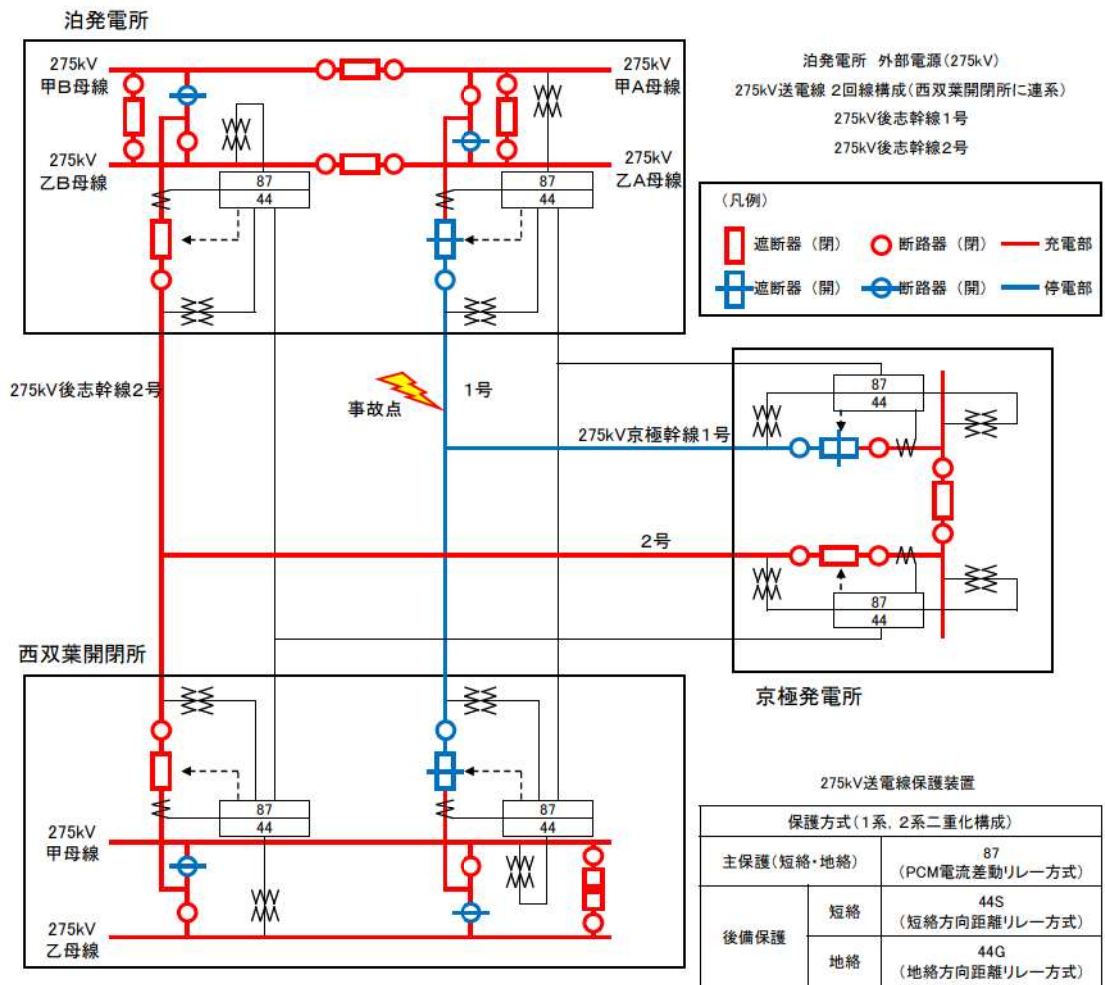 泊発電所
275kV
甲B母線
275kV
甲A母線
275kV
乙B母線
275kV
乙A母線
87
44
87
44
泊発電所 外部電源(275kV)
275kV送電線 2回線構成(西双葉開閉所に連系)
275kV後志幹線1号
275kV後志幹線2号
(凡例)
遮断器(閉) 断路器(閉) 充電部
遮断器(開) 断路器(開) 停電部
275kV後志幹線2号
1号
事故点
275kV京極幹線1号
2号
87
44
87
44
京極発電所
西双葉開閉所
87
44
87
44
275kV
甲母線
275kV
乙母線
275kV送電線保護装置
保護方式(1系,2系二重化構成)
主保護(短絡・地絡)
87
(PCM電流差動リレー方式)
後備保護
短絡
44S
(短絡方向距離リレー方式)
地絡
44G
(地絡方向距離リレー方式)